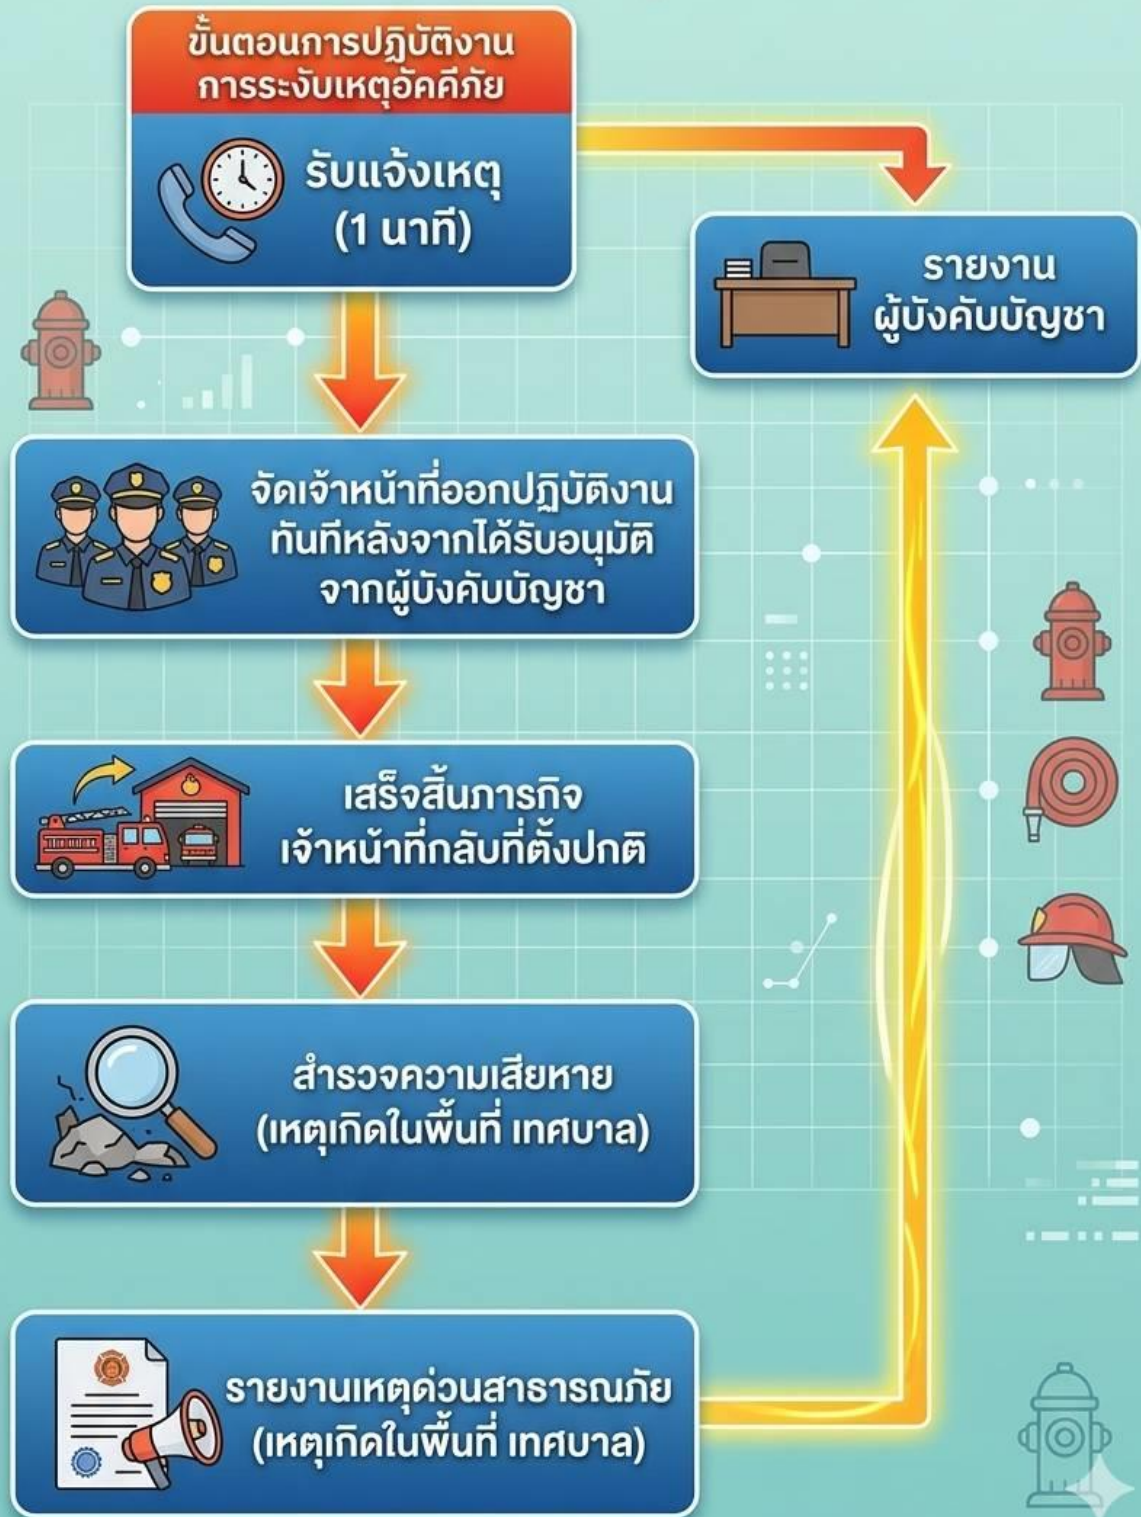 ขั้นตอนการปฏิบัติงาน
การระงับเหตุอัคคีภัย
รับแจ้งเหตุ
(1 นาที)
รายงาน
ผู้บังคับบัญชา
จัดเจ้าหน้าที่ออกปฏิบัติงาน
ทันทีหลังจากได้รับอนุมัติ
จากผู้บังคับบัญชา
เสร็จสิ้นภารกิจ
เจ้าหน้าที่กลับที่ตั้งปกติ
สำรวจความเสียหาย
(เหตุเกิดในพื้นที่ เทศบาล)
รายงานเหตุด่วนสาธารณภัย
(เหตุเกิดในพื้นที่ เทศบาล)